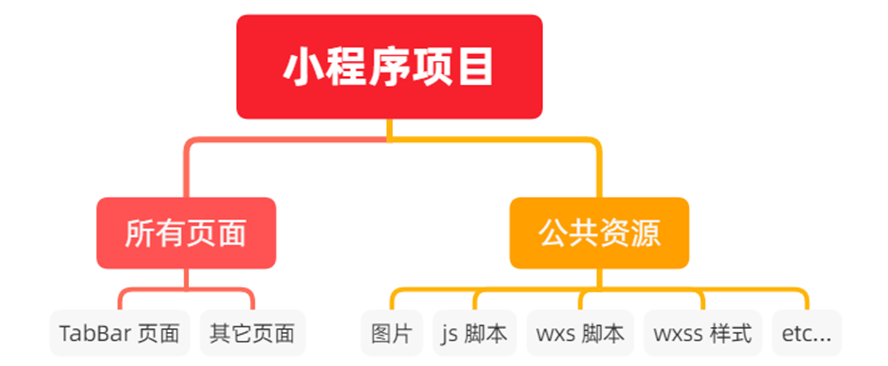 小程序项目
所有页面
公共资源
TabBar 页面
其它页面
图片
js 脚本
wxs 脚本
wxss 样式
etc...